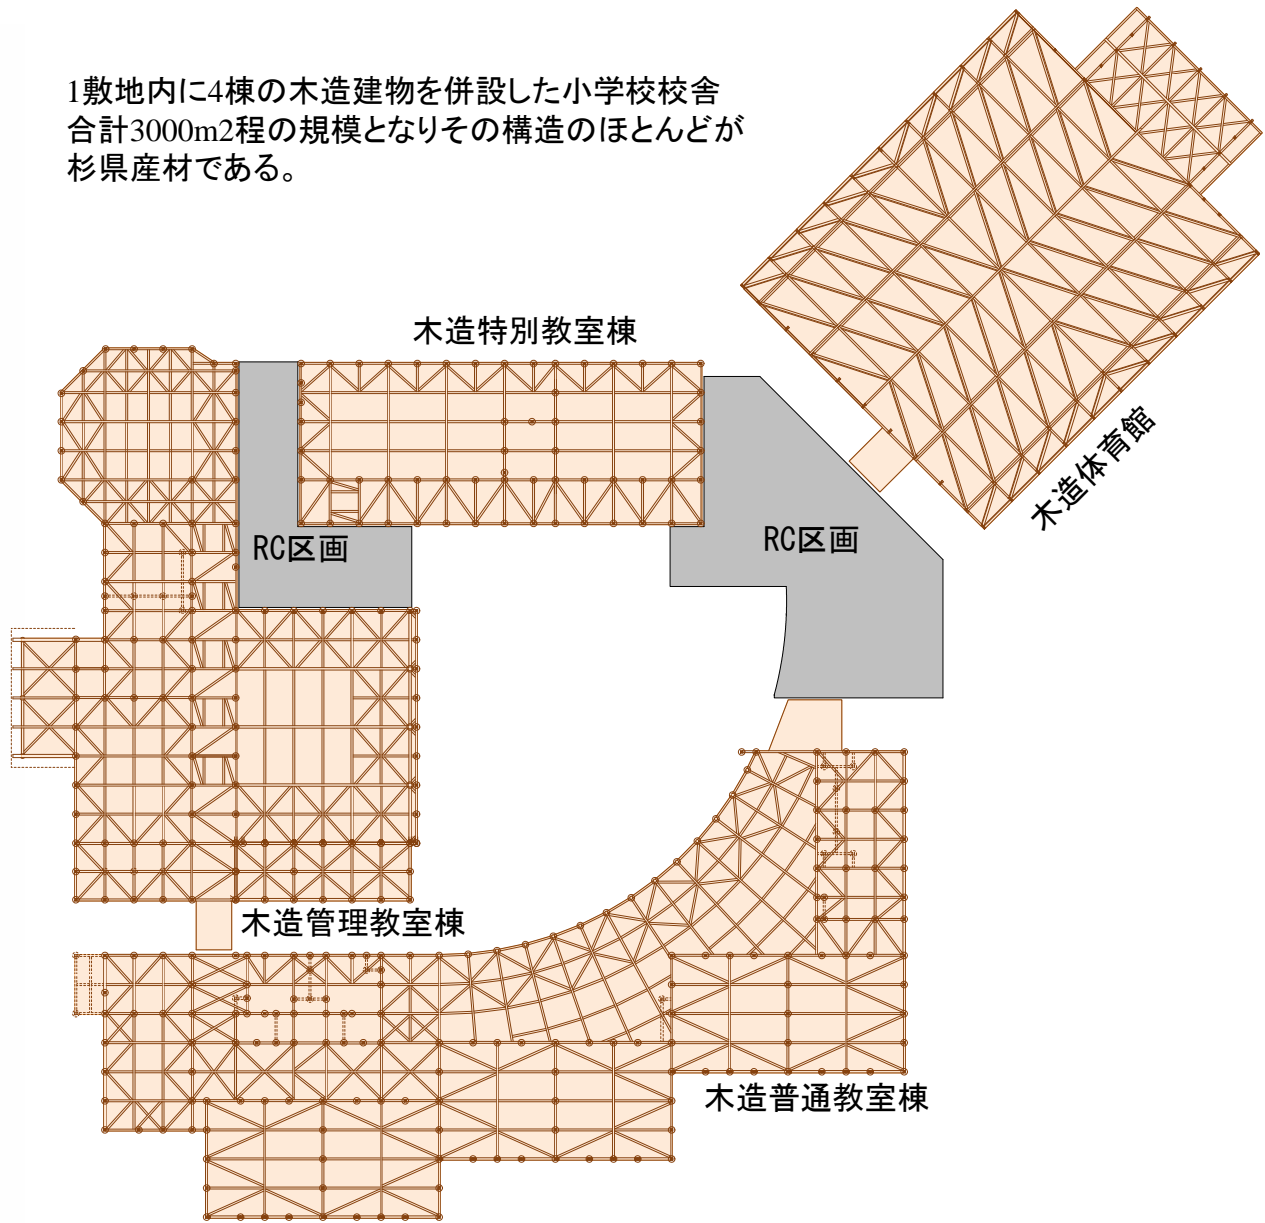 1敷地内に4棟の木造建物を併設した小学校校舎
合計3000m2程の規模となりその構造のほとんどが
杉県産材である。
木造特別教室棟
木造体育館
RC区画
RC区画
木造管理教室棟
木造普通教室棟